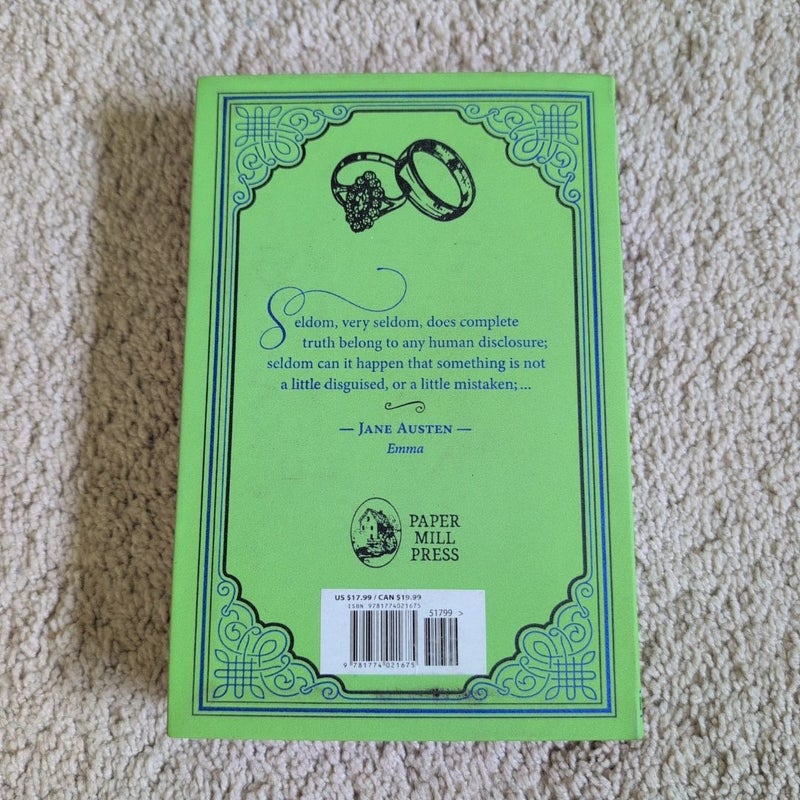 Seldom, very seldom, does complete
truth belong to any human disclosure;
seldom can it happen that something is not
a little disguised, or a little mistaken; ...
— JANE AUSTEN —
Emma
PAPER
MILL
PRESS
US $17.99 / CAN $19.99
ISBN 9781774021675
51799 >
9 781774 021675